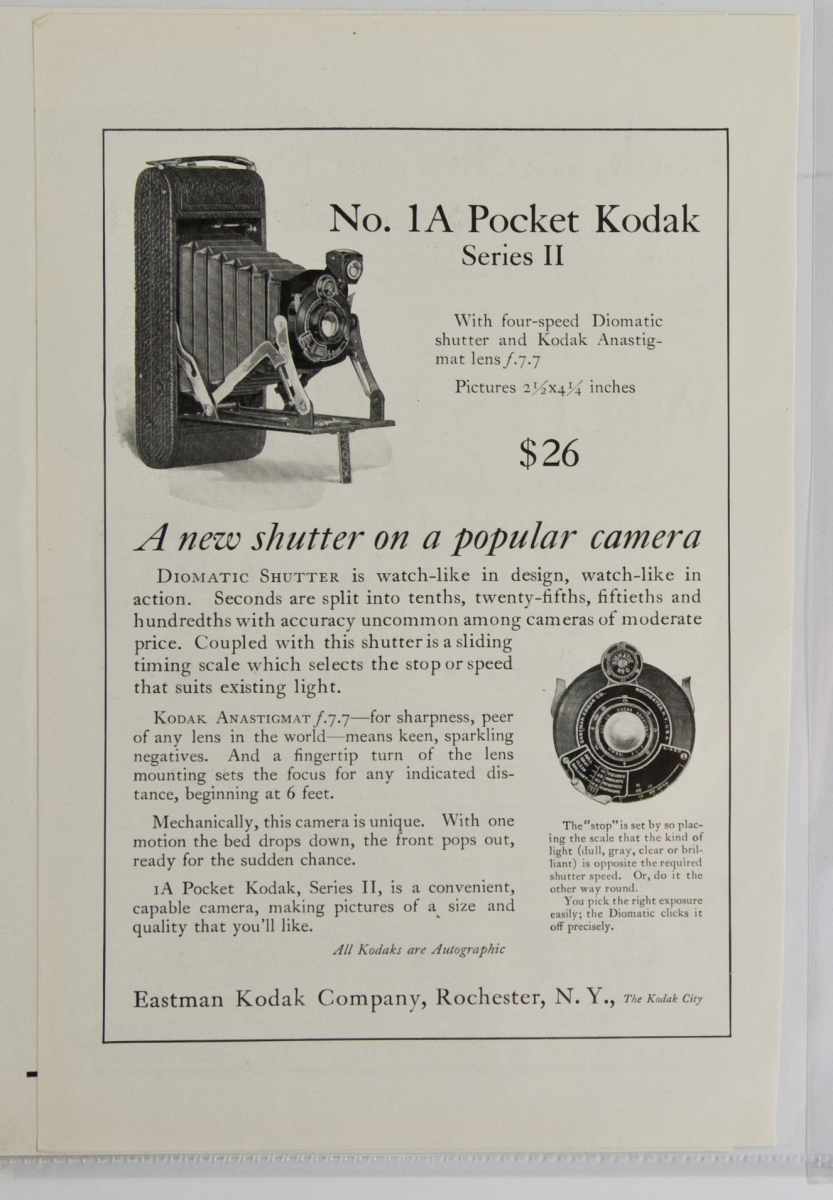 No. 1A Pocket Kodak
Series II
With four-speed Diomatic
shutter and Kodak Anastig-
mat lens f.7.7
Pictures 2½x4¼ inches
$26
A new shutter on a popular camera
DIOMATIC SHUTTER is watch-like in design, watch-like in
action. Seconds are split into tenths, twenty-fifths, fiftieths and
hundredths with accuracy uncommon among cameras of moderate
price. Coupled with this shutter is a sliding
timing scale which selects the stop or speed
that suits existing light.
KODAK ANASTIGMAT f.7.7—for sharpness, peer
of any lens in the world—means keen, sparkling
negatives. And a fingertip turn of the lens
mounting sets the focus for any indicated dis-
tance, beginning at 6 feet.
Mechanically, this camera is unique. With one
motion the bed drops down, the front pops out,
ready for the sudden chance.
1A Pocket Kodak, Series II, is a convenient,
capable camera, making pictures of a size and
quality that you'll like.
All Kodaks are Autographic
EASTMAN KODAK CO.
ROCHESTER, N.Y.
The "stop" is set by so plac-
ing the scale that the kind of
light (dull, gray, clear or bril-
liant) is opposite the required
shutter speed. Or, do it the
other way round.
You pick the right exposure
easily; the Diomatic clicks it
off precisely.
Eastman Kodak Company, Rochester, N. Y., The Kodak City